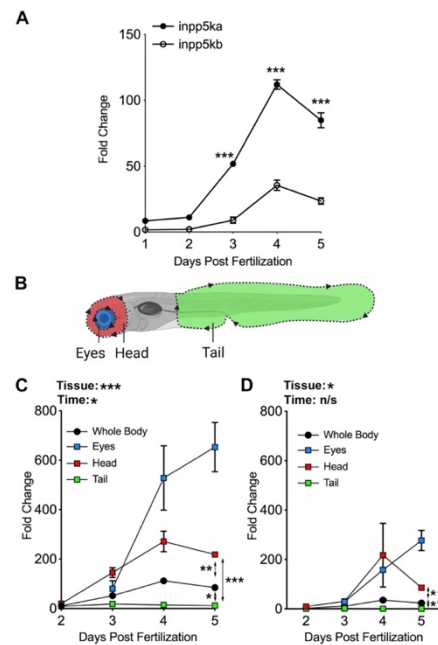 A
inpp5ka
inpp5kb
150
100
50
0
Fold Change
***
***
***
1 2 3 4 5
Days Post Fertilization
B
Eyes Head Tail
C
Tissue: ***
Time: *
Whole Body
Eyes
Head
Tail
800
600
400
200
0
Fold Change
**
***
*
2 3 4 5
Days Post Fertilization
D
Tissue: *
Time: n/s
Whole Body
Eyes
Head
Tail
800
600
400
200
0
Fold Change
2 3 4 5
Days Post Fertilization